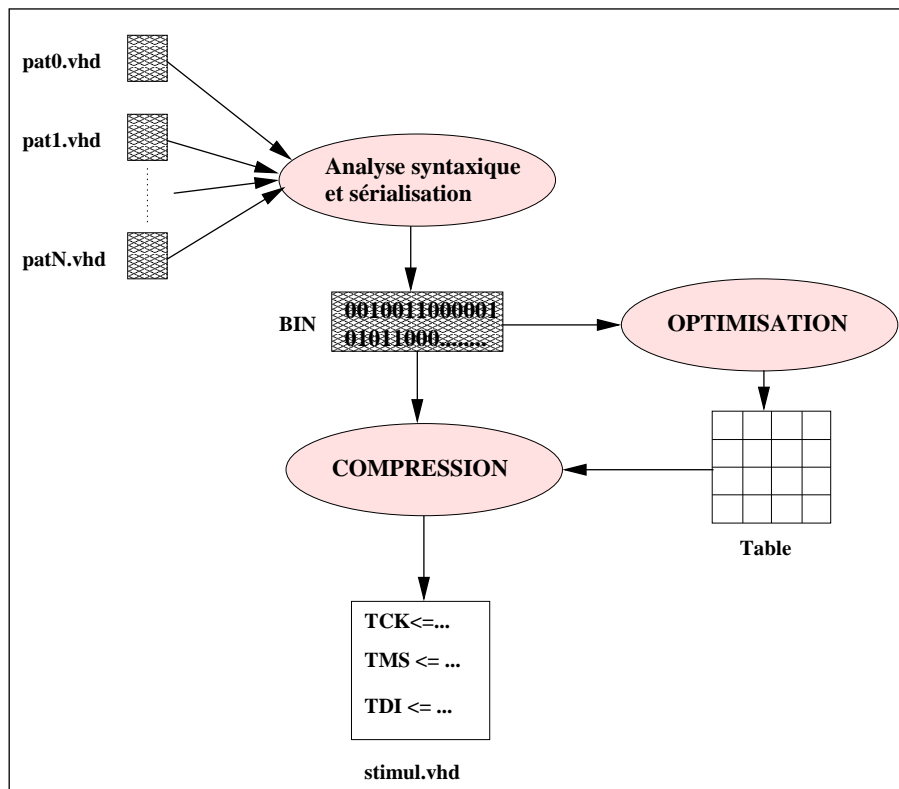 pat0.vhd
pat1.vhd
patN.vhd
Analyse syntaxique
et sérialisation
BIN
0010011000001
01011000........
OPTIMISATION
COMPRESSION
Table
TCK<=...
TMS <= ...
TDI <= ...
stimul.vhd